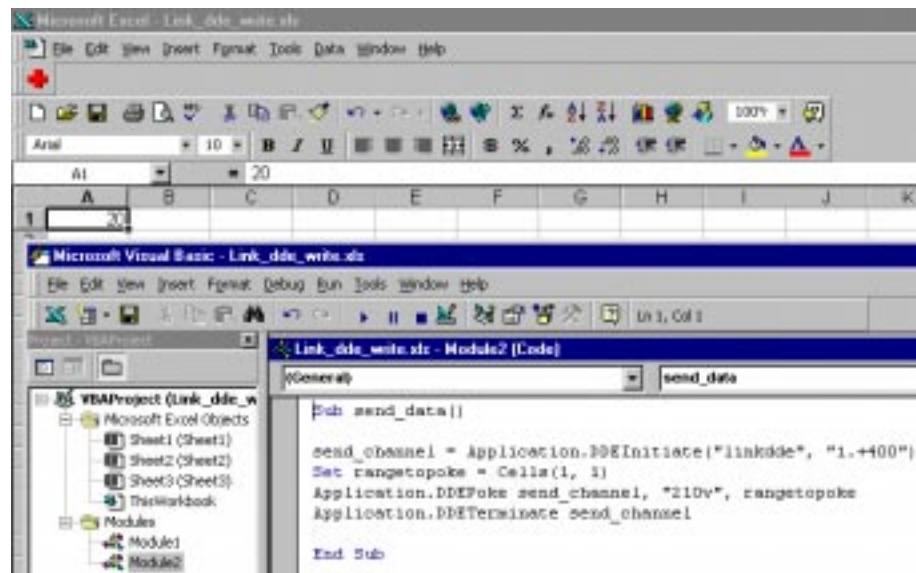 Microsoft Excel - Link_dde_write.xls
File Edit View Insert Format Tools Data Window Help
100%
Arial 10 B I U $ % ,
A1 = 20
A B C D E F G H I J K
1 20
Microsoft Visual Basic - Link_dde_write.xls
File Edit View Insert Format Debug Run Tools Window Help
Ln 1, Col 1
Project - VBAProject
Link_dde_write.xls - Module2 (Code)
(General) send_data
VBAProject (Link_dde_w
Microsoft Excel Objects
Sheet1 (Sheet1)
Sheet2 (Sheet2)
Sheet3 (Sheet3)
ThisWorkbook
Modules
Module1
Module2
Sub send_data()
send_channel = Application.DDEInitiate("linkdde", "1.+400")
Set rangetopoke = Cells(1, 1)
Application.DDEPoke send_channel, "210v", rangetopoke
Application.DDETerminate send_channel
End Sub